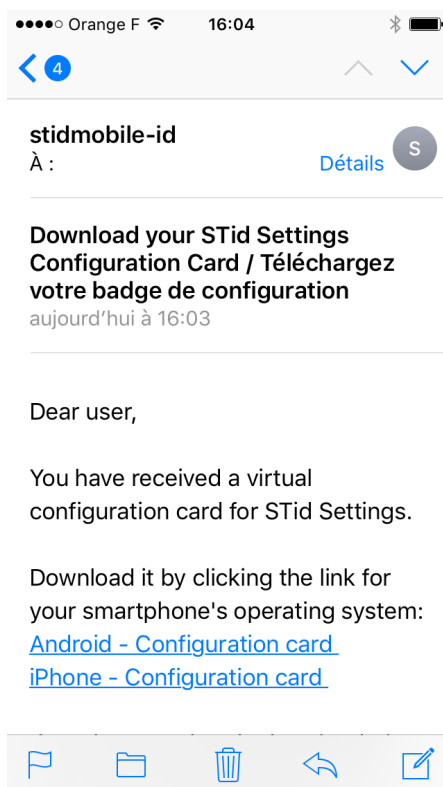 Orange F 16:04
4
stidmobile-id
À :
Détails
S
Download your STid Settings
Configuration Card / Téléchargez
votre badge de configuration
aujourd'hui à 16:03
Dear user,
You have received a virtual
configuration card for STid Settings.
Download it by clicking the link for
your smartphone's operating system:
Android - Configuration card
iPhone - Configuration card